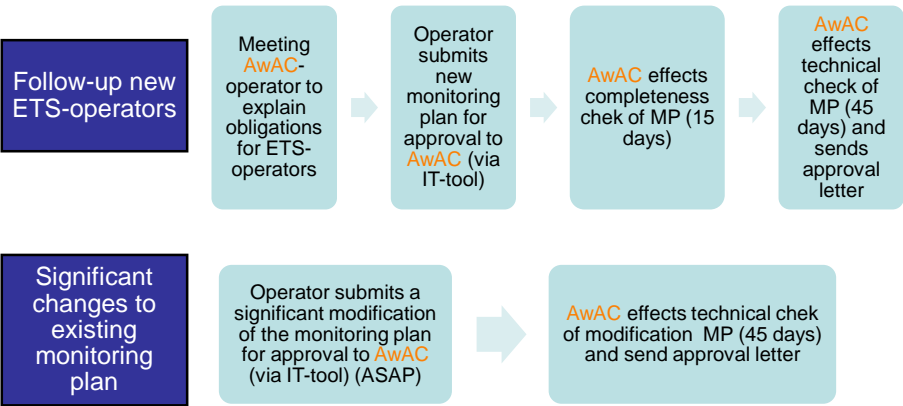 Follow-up new
ETS-operators
Meeting
AwAC-
operator to
explain
obligations
for ETS-
operators
Operator
submits
new
monitoring
plan for
approval to
AwAC (via
IT-tool)
AwAC effects
completeness
chek of MP (15
days)
AwAC
effects
technical
check of
MP (45
days) and
sends
approval
letter
Significant
changes to
existing
monitoring
plan
Operator submits a
significant modification
of the monitoring plan
for approval to AwAC
(via IT-tool) (ASAP)
AwAC effects technical chek
of modification MP (45 days)
and send approval letter